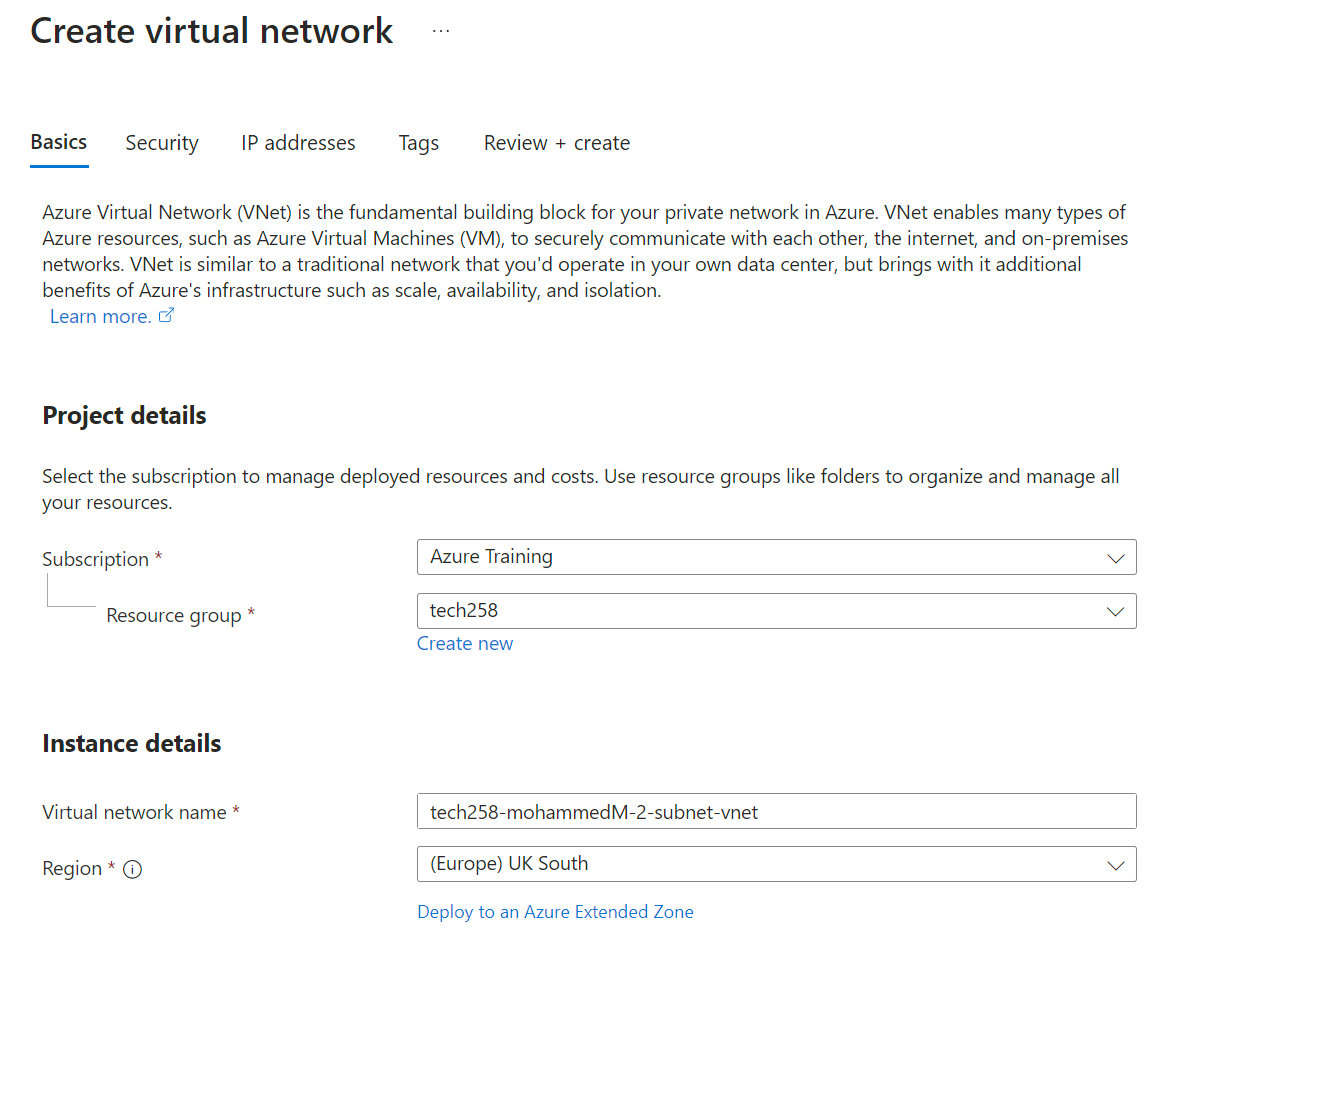 Create virtual network ...
Basics Security IP addresses Tags Review + create
Azure Virtual Network (VNet) is the fundamental building block for your private network in Azure. VNet enables many types of
Azure resources, such as Azure Virtual Machines (VM), to securely communicate with each other, the internet, and on-premises
networks. VNet is similar to a traditional network that you'd operate in your own data center, but brings with it additional
benefits of Azure's infrastructure such as scale, availability, and isolation.
Learn more.
Project details
Select the subscription to manage deployed resources and costs. Use resource groups like folders to organize and manage all
your resources.
Subscription * Azure Training
Resource group * tech258
Create new
Instance details
Virtual network name * tech258-mohammedM-2-subnet-vnet
Region * (Europe) UK South
Deploy to an Azure Extended Zone